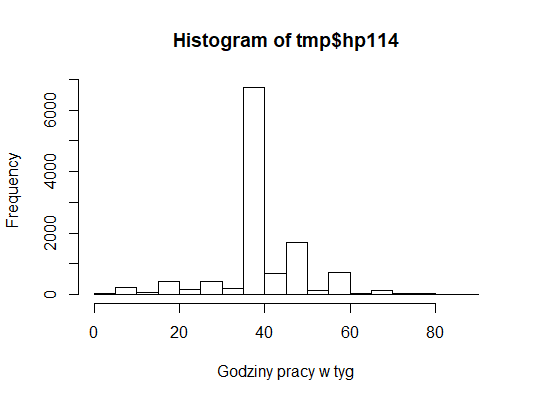 Histogram of tmp$hp114
Frequency
0 2000 4000 6000
0 20 40 60 80
Godziny pracy w tyg